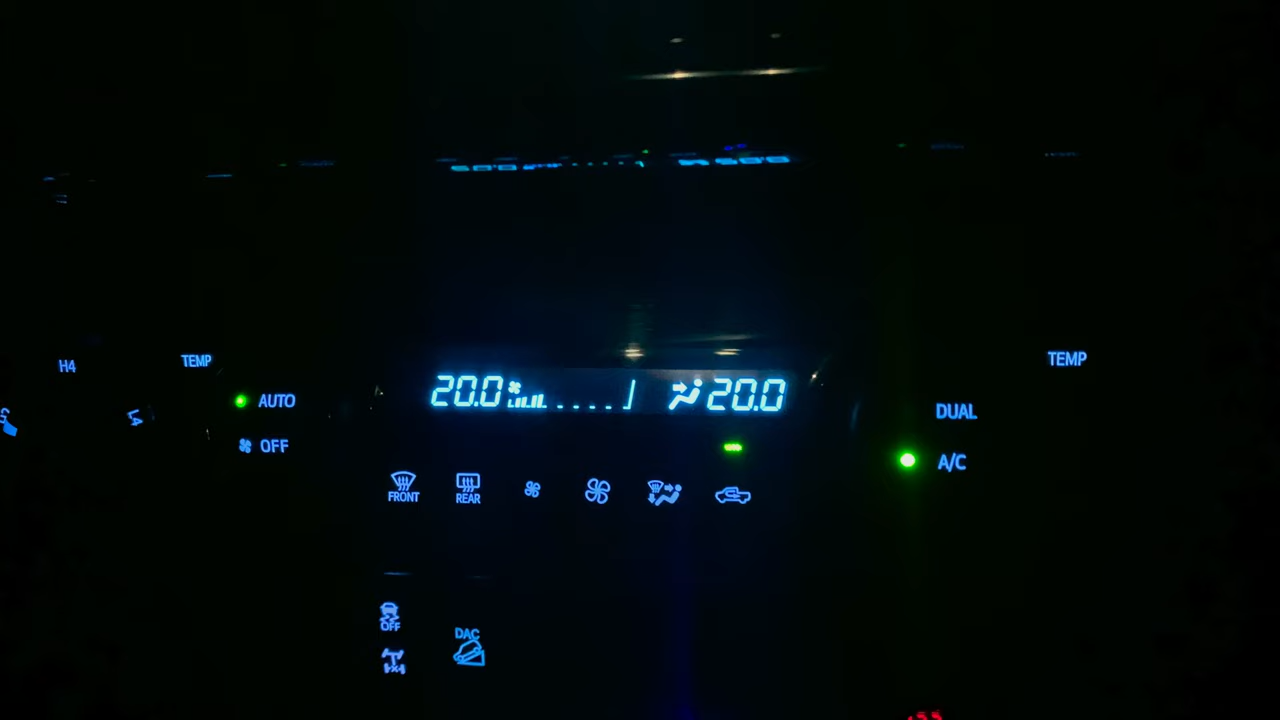 20.0 20.0
H4
TEMP
TEMP
AUTO
DUAL
OFF
A/C
FRONT
REAR
OFF
DAC